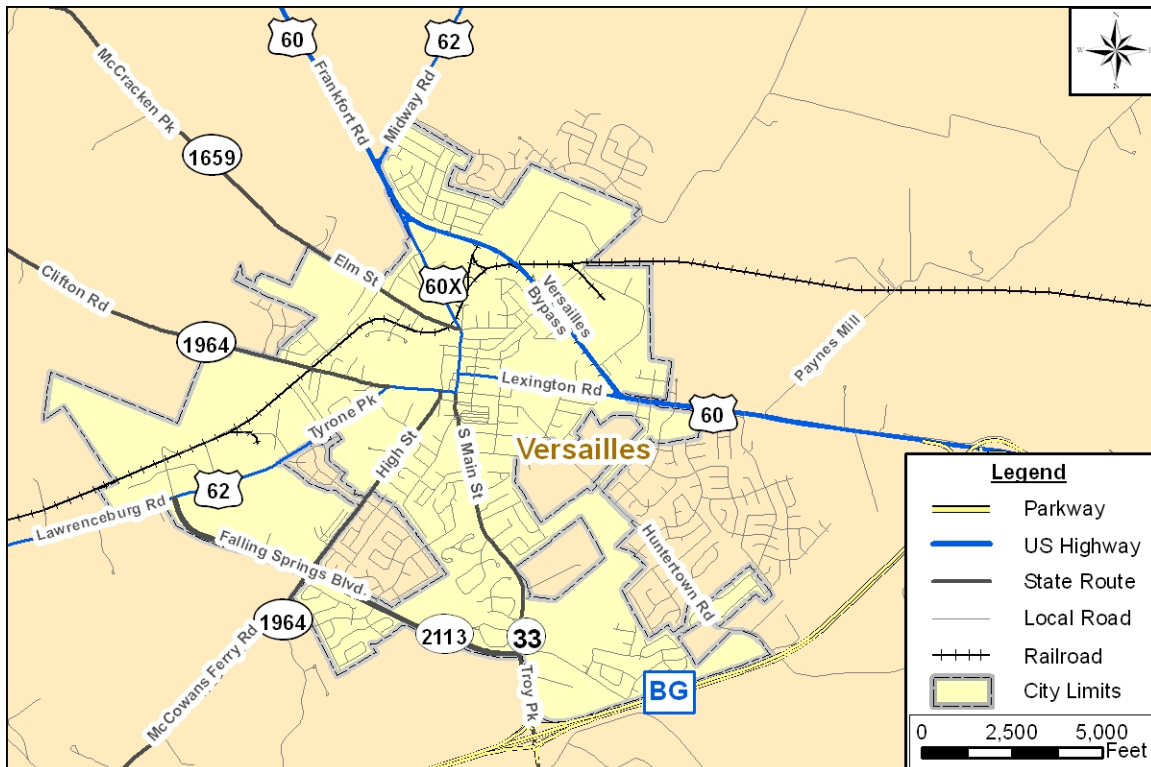 N
W
E
S
60
62
McCracken Pk
Frankfort Rd
Midway Rd
1659
Elm St
Clifton Rd
60X
Versailles
Bypass
1964
Paynes Mill
Lexington Rd
60
Tyrone Pk
High St
S Main St
Versailles
62
Lawrenceburg Rd
Falling Springs Blvd.
Huntertown Rd
1964
2113
33
McCowans Ferry Rd
Troy Pk
BG
Legend
Parkway
US Highway
State Route
Local Road
Railroad
City Limits
0 2,500 5,000
Feet